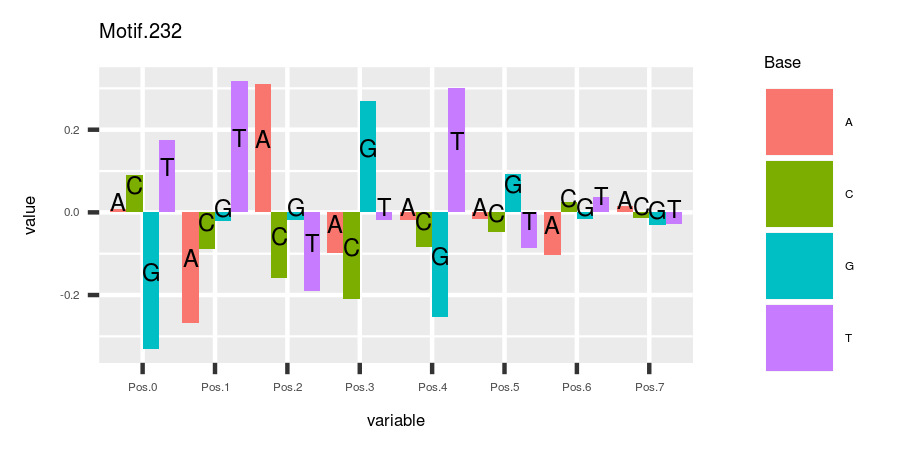 Motif.232
value
0.2
0.0
-0.2
A C G T A C G T A C G T A C G T A C G T A C G T A C G T A C G T
Pos.0 Pos.1 Pos.2 Pos.3 Pos.4 Pos.5 Pos.6 Pos.7
variable
Base
A
C
G
T